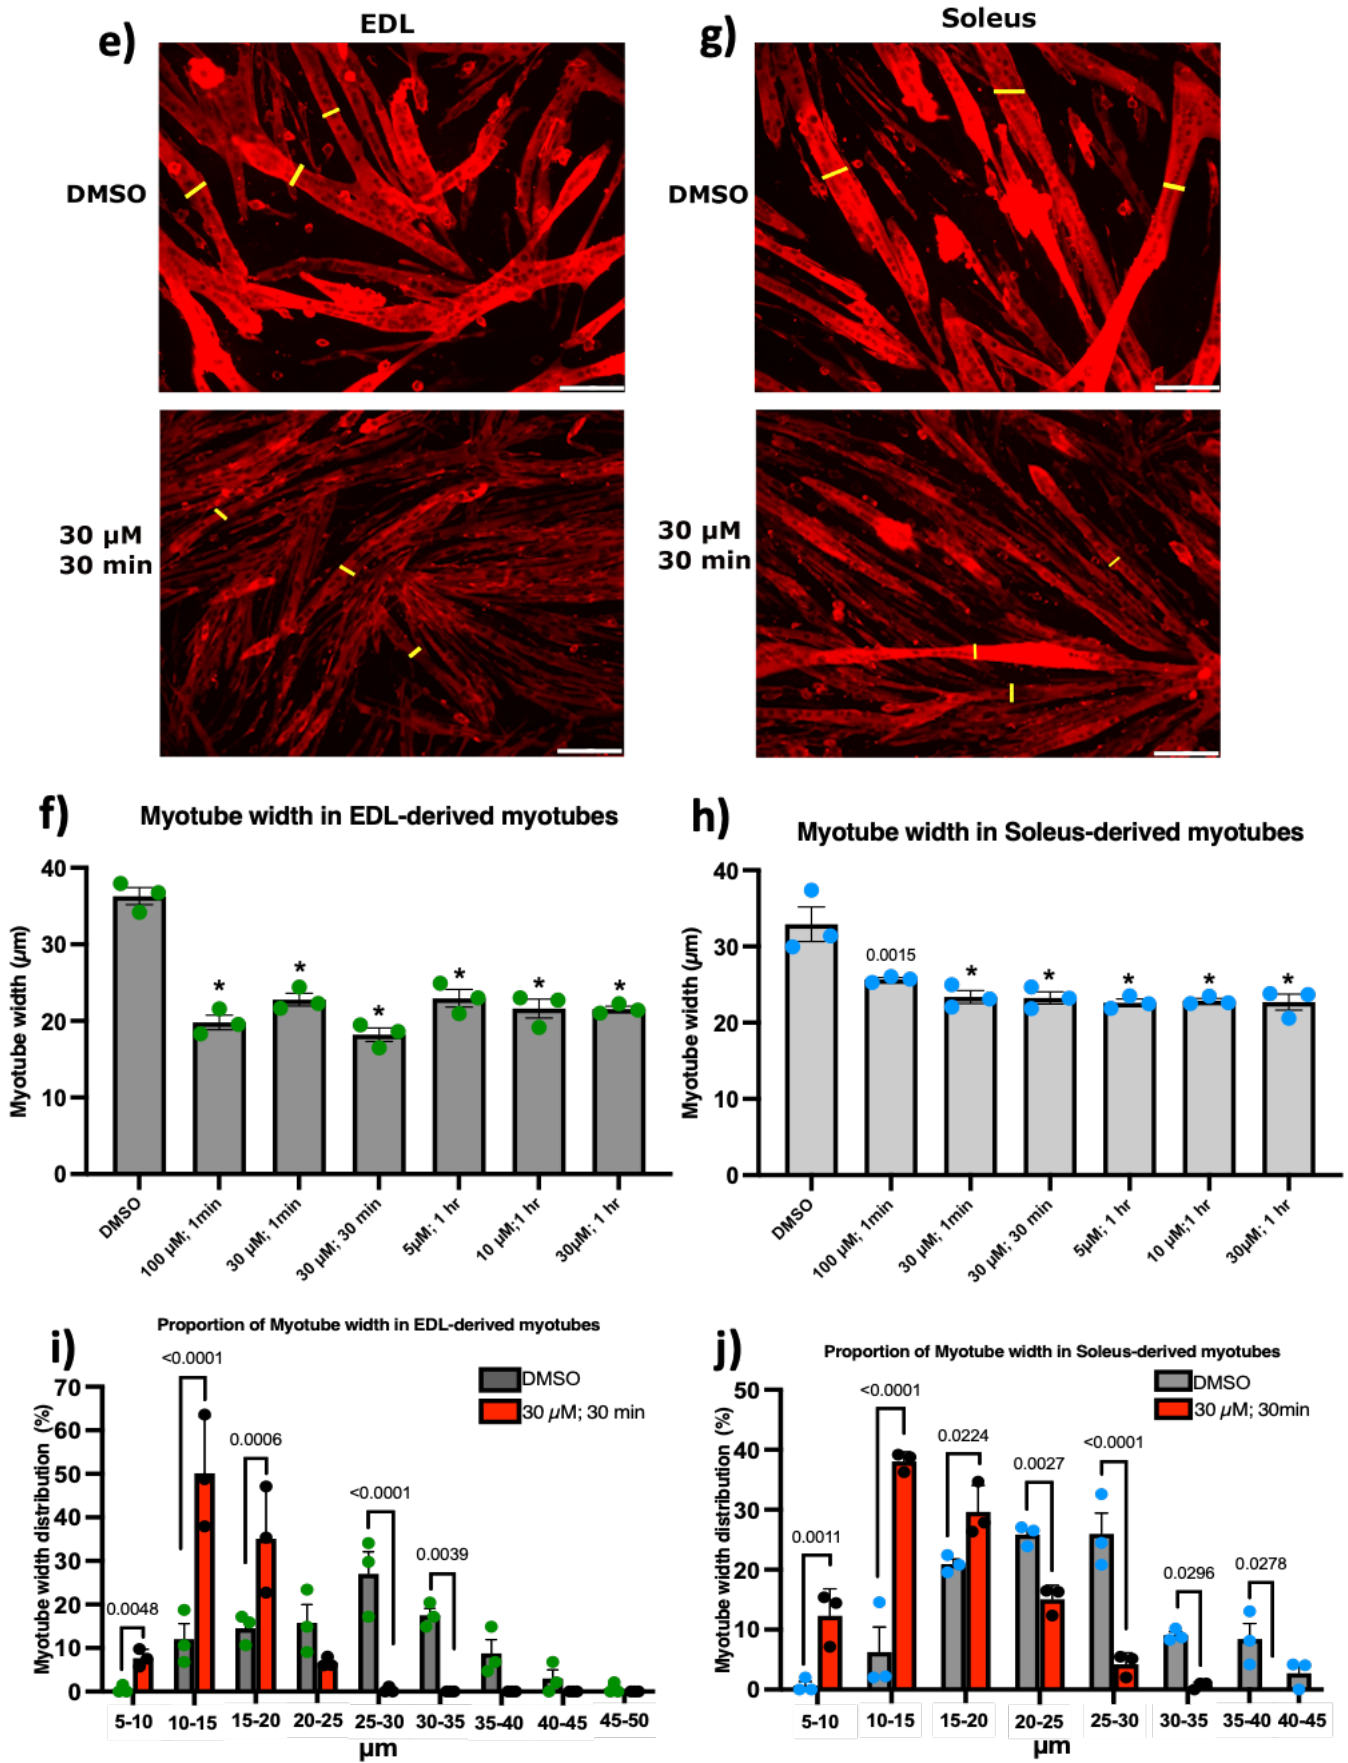 e)
EDL
g)
Soleus
DMSO
DMSO
30 µM
30 min
30 µM
30 min
f)
Myotube width in EDL-derived myotubes
Myotube width (µm)
40
30
20
10
0
*
*
*
*
*
*
DMSO
100 µM; 1min
30 µM; 1min
30 µM; 30 min
5µM; 1 hr
10 µM;1 hr
30µM; 1 hr
h)
Myotube width in Soleus-derived myotubes
Myotube width (µm)
40
30
20
10
0
0.0015
*
*
*
*
*
DMSO
100 µM; 1min
30 µM; 1min
30 µM; 30 min
5µM; 1 hr
10 µM;1 hr
30µM; 1 hr
i)
Proportion of Myotube width in EDL-derived myotubes
Myotube width distribution (%)
70
60
50
40
30
20
10
0
DMSO
30 µM; 30 min
0.0048
<0.0001
0.0006
<0.0001
0.0039
5-10
10-15
15-20
20-25
25-30
30-35
35-40
40-45
45-50
µm
j)
Proportion of Myotube width in Soleus-derived myotubes
Myotube width distribution (%)
50
40
30
20
10
0
DMSO
30 µM; 30min
0.0011
<0.0001
0.0224
0.0027
<0.0001
0.0296
0.0278
5-10
10-15
15-20
20-25
25-30
30-35
35-40
40-45
µm